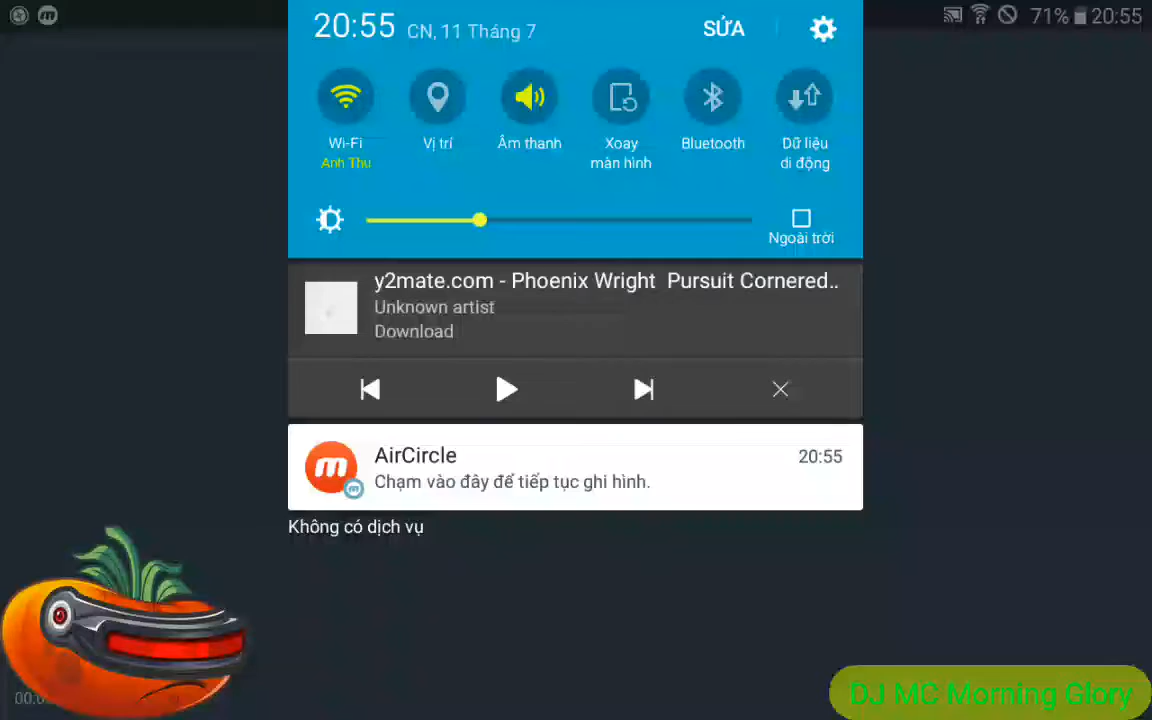 71% 20:55
20:55 CN, 11 Tháng 7 SỬA
Wi-Fi
Anh Thu
Vị trí
Âm thanh
Xoay
màn hình
Bluetooth
Dữ liệu
di động
Ngoài trời
y2mate.com - Phoenix Wright  Pursuit Cornered..
Unknown artist
Download
AirCircle 20:55
Chạm vào đây để tiếp tục ghi hình.
Không có dịch vụ
DJ MC Morning Glory